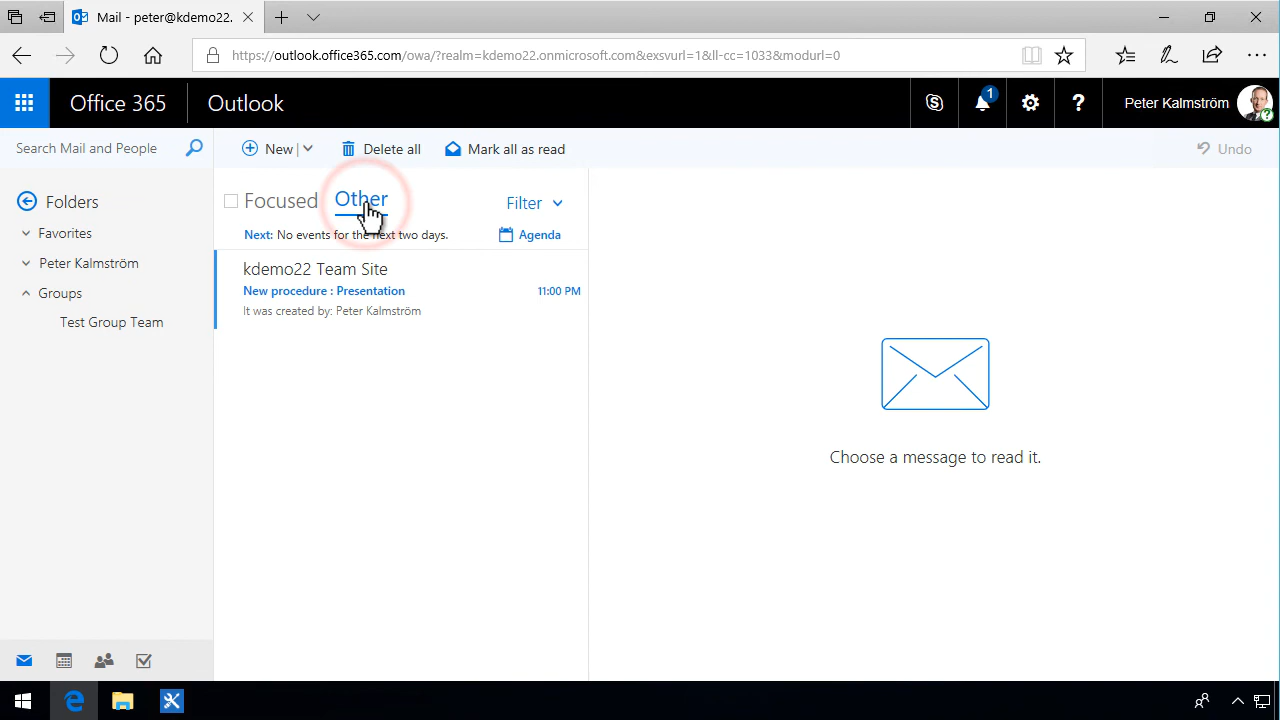 Mail - peter@kdemo22.
https://outlook.office365.com/owa/?realm=kdemo22.onmicrosoft.com&exsvurl=1&ll-cc=1033&modurl=0
Office 365
Outlook
1
?
Peter Kalmström
Search Mail and People
New
Delete all
Mark all as read
Undo
Folders
Favorites
Peter Kalmström
Groups
Test Group Team
Focused
Other
Filter
Next: No events for the next two days.
Agenda
kdemo22 Team Site
New procedure : Presentation
11:00 PM
It was created by: Peter Kalmström
Choose a message to read it.